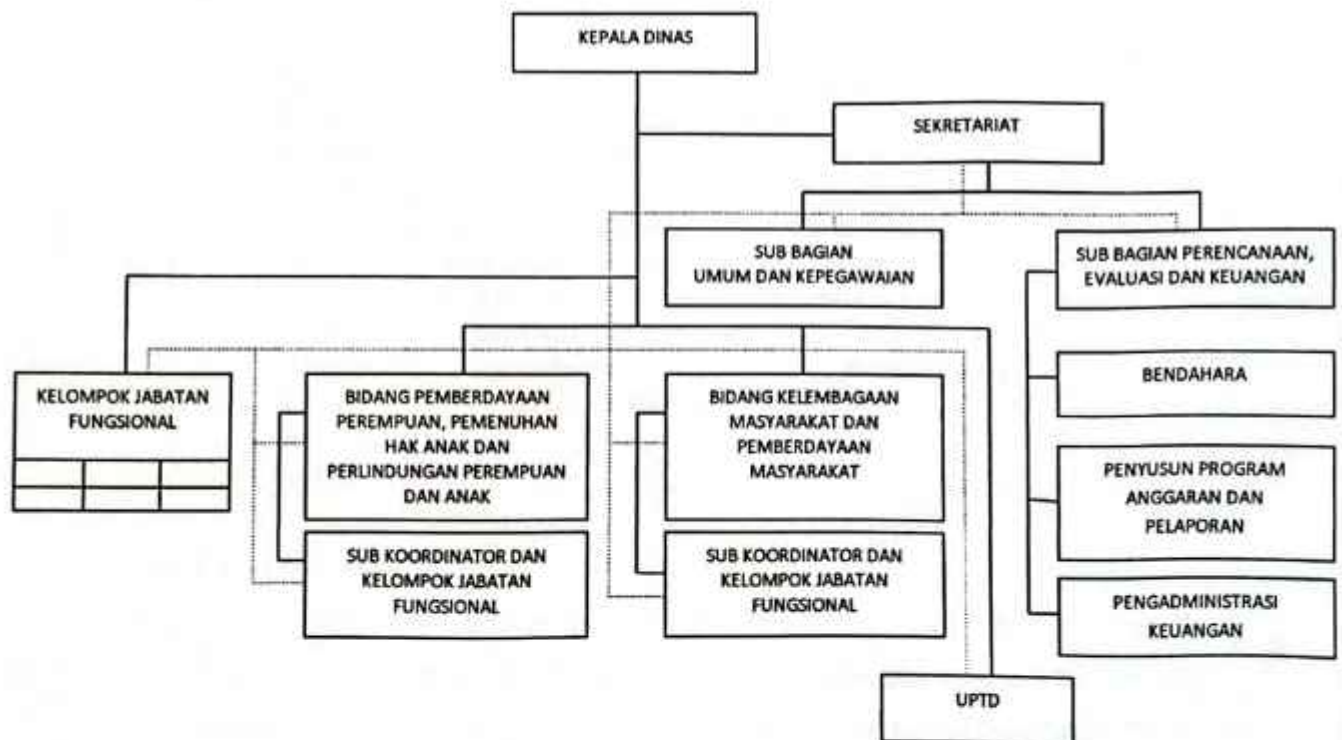 KEPALA DINAS
SEKRETARIAT
SUB BAGIAN
UMUM DAN KEPEGAWAIAN
SUB BAGIAN PERENCANAAN,
EVALUASI DAN KEUANGAN
KELOMPOK JABATAN
FUNGSIONAL
BIDANG PEMBERDAYAAN
PEREMPUAN, PEMENUHAN
HAK ANAK DAN
PERLINDUNGAN PEREMPUAN
DAN ANAK
BIDANG KELEMBAGAAN
MASYARAKAT DAN
PEMBERDAYAAN
MASYARAKAT
BENDAHARA
PENYUSUN PROGRAM
ANGGARAN DAN
PELAPORAN
SUB KOORDINATOR DAN
KELOMPOK JABATAN
FUNGSIONAL
SUB KOORDINATOR DAN
KELOMPOK JABATAN
FUNGSIONAL
PENGADMINISTRASI
KEUANGAN
UPTD